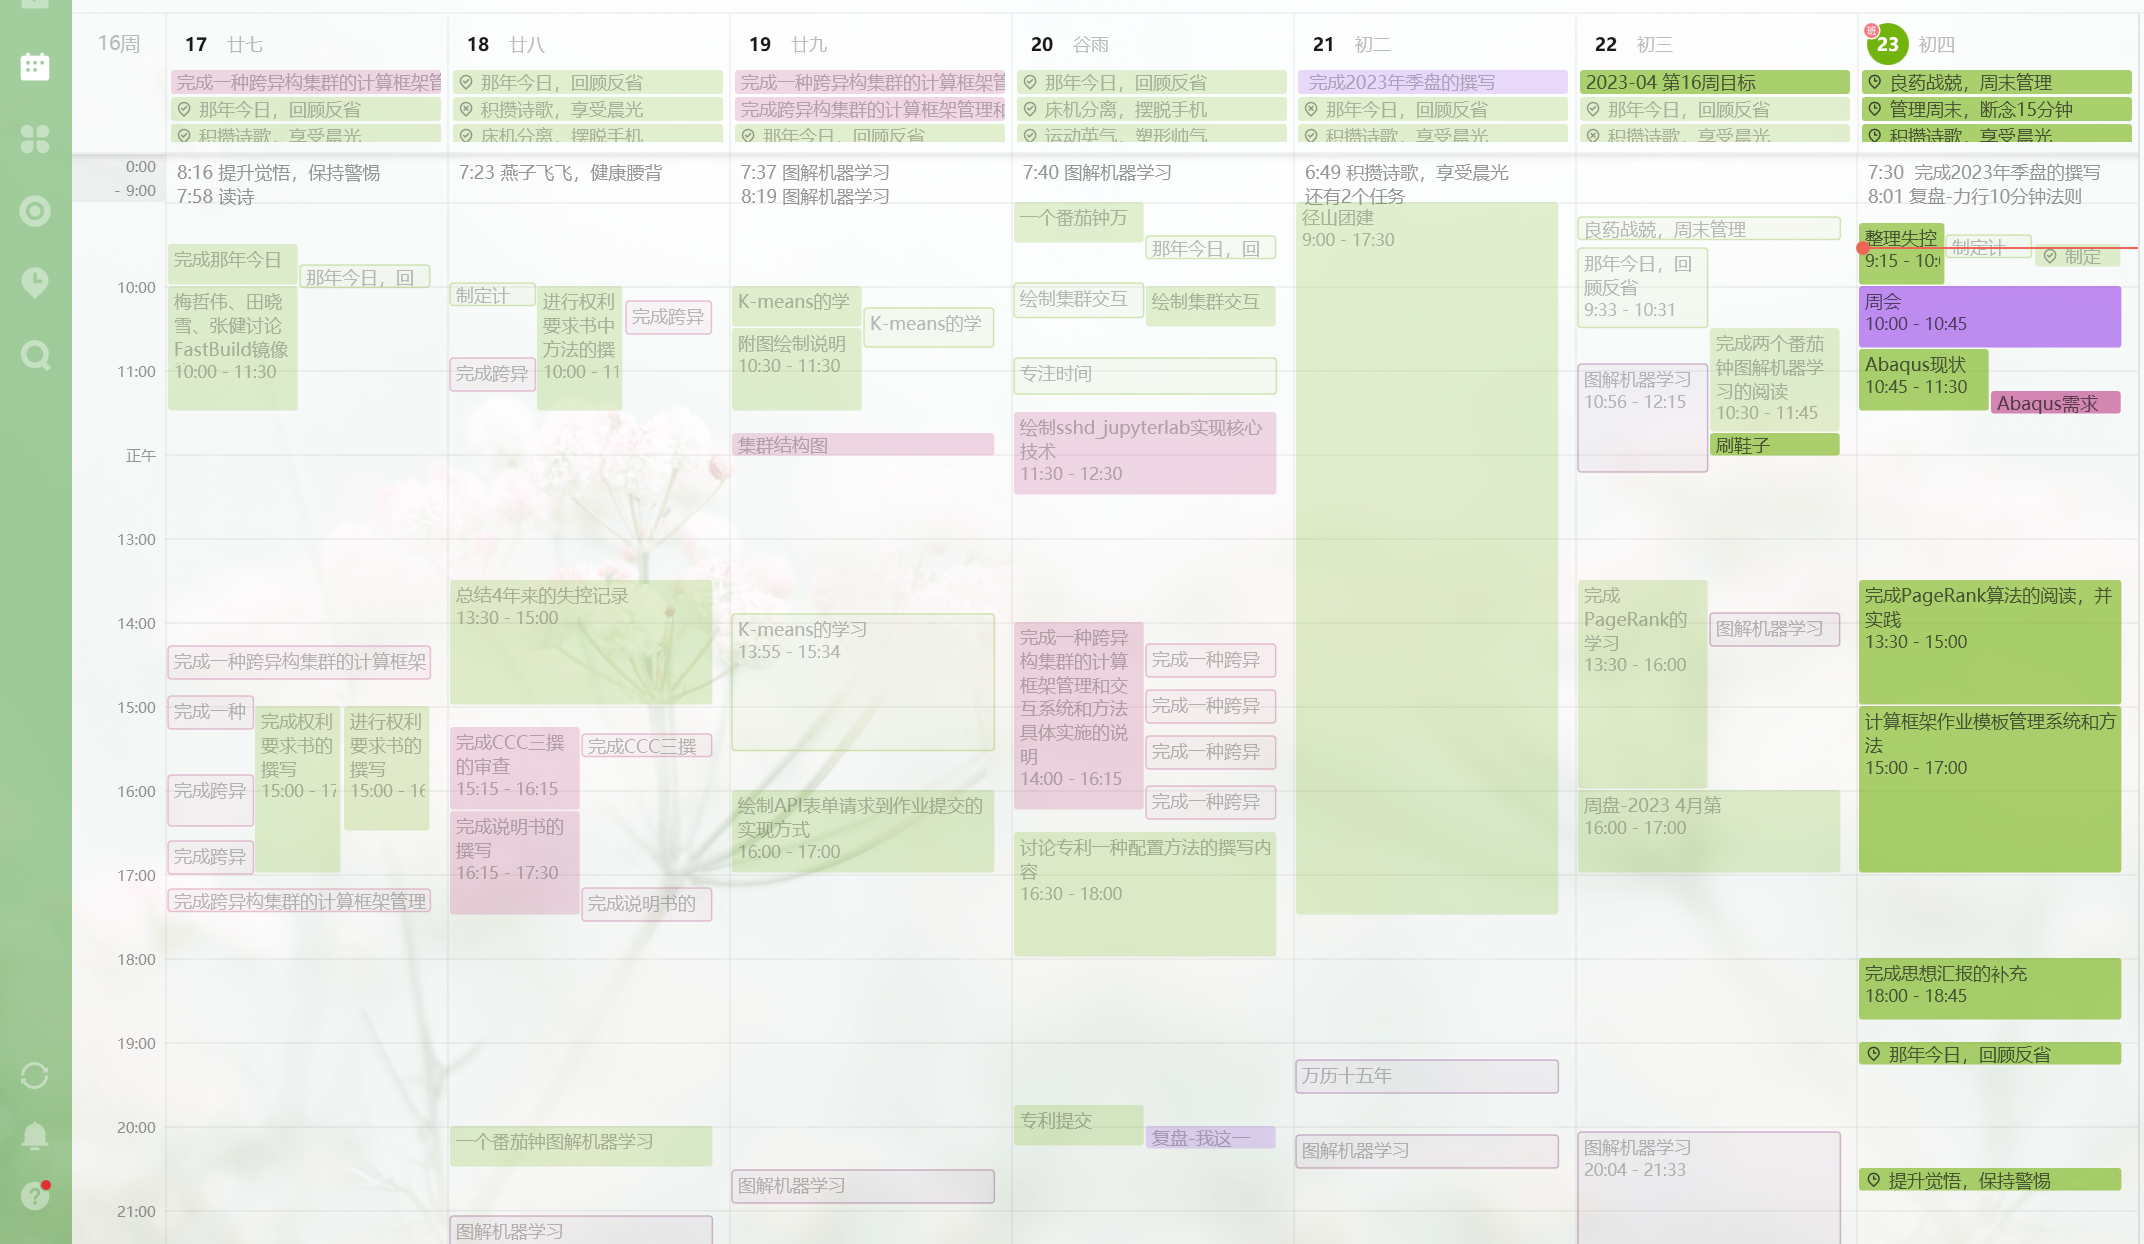 16周
17 廿七
18 廿八
19 廿九
20 谷雨
21 初二
22 初三
班
23 初四
完成一种跨异构集群的计算框架管
那年今日，回顾反省
积攒诗歌，享受晨光
那年今日，回顾反省
积攒诗歌，享受晨光
床机分离，摆脱手机
完成一种跨异构集群的计算框架管
完成跨异构集群的计算框架管理和
那年今日，回顾反省
那年今日，回顾反省
床机分离，摆脱手机
运动英气，塑形帅气
完成2023年季盘的撰写
那年今日，回顾反省
积攒诗歌，享受晨光
2023-04 第16周目标
那年今日，回顾反省
积攒诗歌，享受晨光
良药战兢，周末管理
管理周末，断念15分钟
积攒诗歌，享受晨光
0:00
- 9:00
8:16 提升觉悟，保持警惕
7:58 读诗
7:23 燕子飞飞，健康腰背
7:37 图解机器学习
8:19 图解机器学习
7:40 图解机器学习
6:49 积攒诗歌，享受晨光
还有2个任务
7:30 完成2023年季盘的撰写
8:01 复盘-力行10分钟法则
10:00
11:00
正午
13:00
14:00
15:00
16:00
17:00
18:00
19:00
20:00
21:00
完成那年今日
那年今日，回
梅哲伟、田晓
雪、张健讨论
FastBuild镜像
10:00 - 11:30
完成一种跨异构集群的计算框架
完成一种
完成权利
要求书的
撰写
15:00 - 17
进行权利
要求书的
撰写
15:00 - 16
完成跨异
完成跨异
完成跨异构集群的计算框架管理
制定计
进行权利
要求书中
方法的撰
10:00 - 11
完成跨异
完成跨异
总结4年来的失控记录
13:30 - 15:00
完成CCC三撰
的审查
15:15 - 16:15
完成CCC三撰
完成说明书的
撰写
16:15 - 17:30
完成说明书的
一个番茄钟图解机器学习
图解机器学习
K-means的学
K-means的学
附图绘制说明
10:30 - 11:30
集群结构图
K-means的学习
13:55 - 15:34
绘制API表单请求到作业提交的
实现方式
16:00 - 17:00
图解机器学习
一个番茄钟万
那年今日，回
绘制集群交互
绘制集群交互
专注时间
绘制sshd_jupyterlab实现核心
技术
11:30 - 12:30
完成一种跨异
构集群的计算
框架管理和交
互系统和方法
具体实施的说
明
14:00 - 16:15
完成一种跨异
完成一种跨异
完成一种跨异
完成一种跨异
讨论专利一种配置方法的撰写内
容
16:30 - 18:00
专利提交
复盘-我这一
径山团建
9:00 - 17:30
万历十五年
图解机器学习
良药战兢，周末管理
那年今日，回
顾反省
9:33 - 10:31
完成两个番茄
钟图解机器学
习的阅读
10:30 - 11:45
图解机器学习
10:56 - 12:15
刷鞋子
完成
PageRank的
学习
13:30 - 16:00
图解机器学习
周盘-2023 4月第
16:00 - 17:00
图解机器学习
20:04 - 21:33
整理失控
9:15 - 10:
制定计
制定
周会
10:00 - 10:45
Abaqus现状
10:45 - 11:30
Abaqus需求
完成PageRank算法的阅读，并
实践
13:30 - 15:00
计算框架作业模板管理系统和方
法
15:00 - 17:00
完成思想汇报的补充
18:00 - 18:45
那年今日，回顾反省
提升觉悟，保持警惕